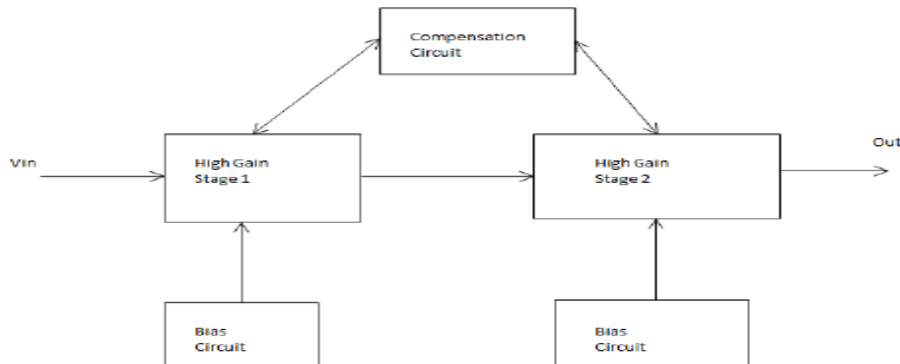 Compensation
Circuit
Vin
High Gain
Stage 1
High Gain
Stage 2
Out
Bias
Circuit
Bias
Circuit